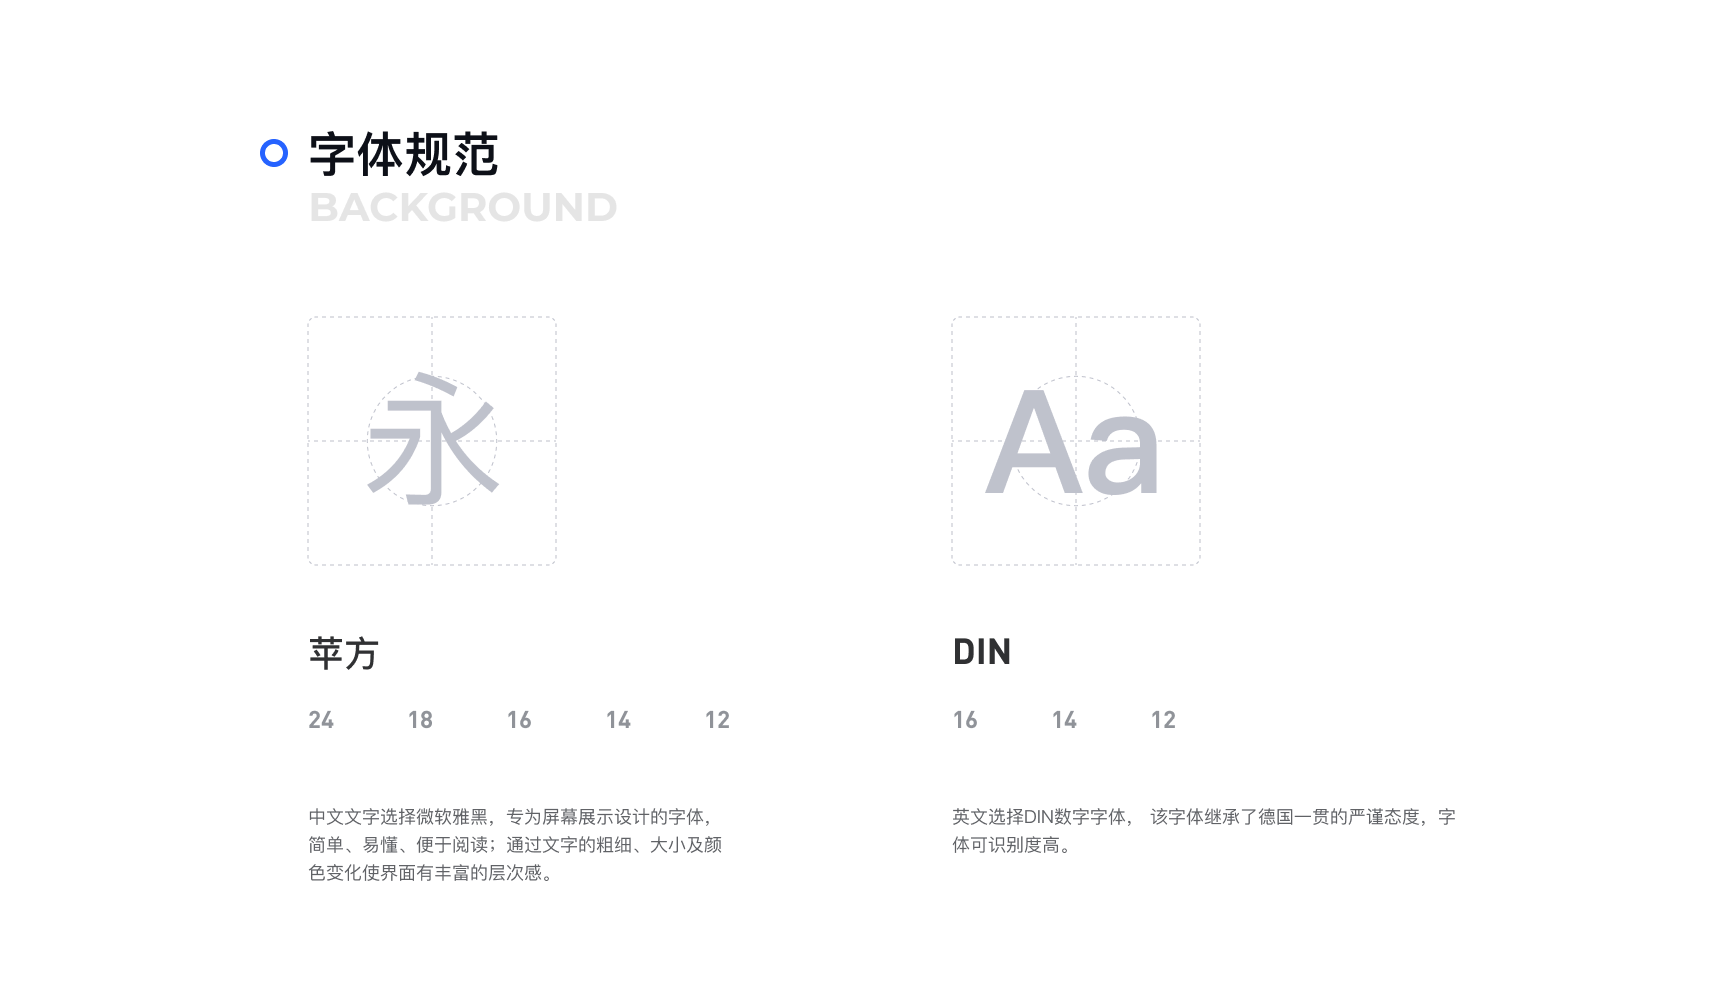 字体规范
BACKGROUND
永
Aa
苹方
24 18 16 14 12
中文文字选择微软雅黑，专为屏幕展示设计的字体，
简单、易懂、便于阅读；通过文字的粗细、大小及颜
色变化使界面有丰富的层次感。
DIN
16 14 12
英文选择DIN数字字体， 该字体继承了德国一贯的严谨态度，字
体可识别度高。